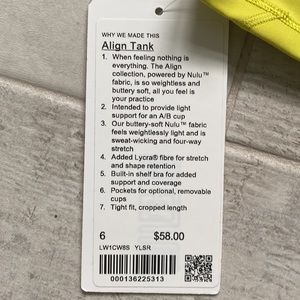 WHY WE MADE THIS
Align Tank
1. When feeling nothing is
everything. The Align
collection, powered by Nulu™
fabric, is so weightless and
buttery soft, all you feel is
your practice
2. Intended to provide light
support for an A/B cup
3. Our buttery-soft Nulu™ fabric
feels weightlessly light and is
sweat-wicking and four-way
stretch
4. Added Lycra® fibre for stretch
and shape retention
5. Built-in shelf bra for added
support and coverage
6. Pockets for optional, removable
cups
7. Tight fit, cropped length
6 $58.00
LW1CW8S YLSR
000136225313